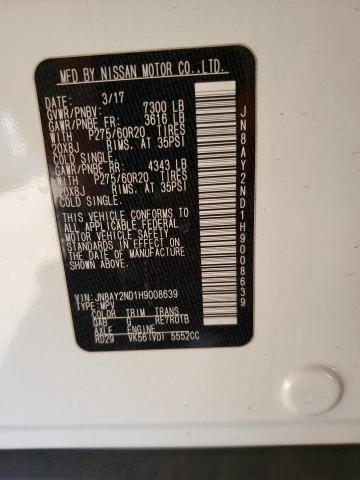 MFD BY NISSAN MOTOR CO.,LTD.
DATE: 3/17
GVWR/PNBV: 7300 LB
GAWR/PNBE FR: 3616 LB
WITH P275/60R20 TIRES
20X8J RIMS. AT 35PSI
COLD SINGLE.
GAWR/PNBE RR: 4343 LB
WITH P275/60R20 TIRES
20X8J RIMS. AT 35PSI
COLD SINGLE.
THIS VEHICLE CONFORMS TO
ALL APPLICABLE FEDERAL
MOTOR VEHICLE SAFETY
STANDARDS IN EFFECT ON
THE DATE OF MANUFACTURE
SHOWN ABOVE.
VIN: JN8AY2ND1H9008639
TYPE: MPV
COLOR TRIM TRANS
QAB G RE7R01B
AXLE ENGINE
RD29 VK56(VD) 5552CC
JN8AY2ND1H9008639